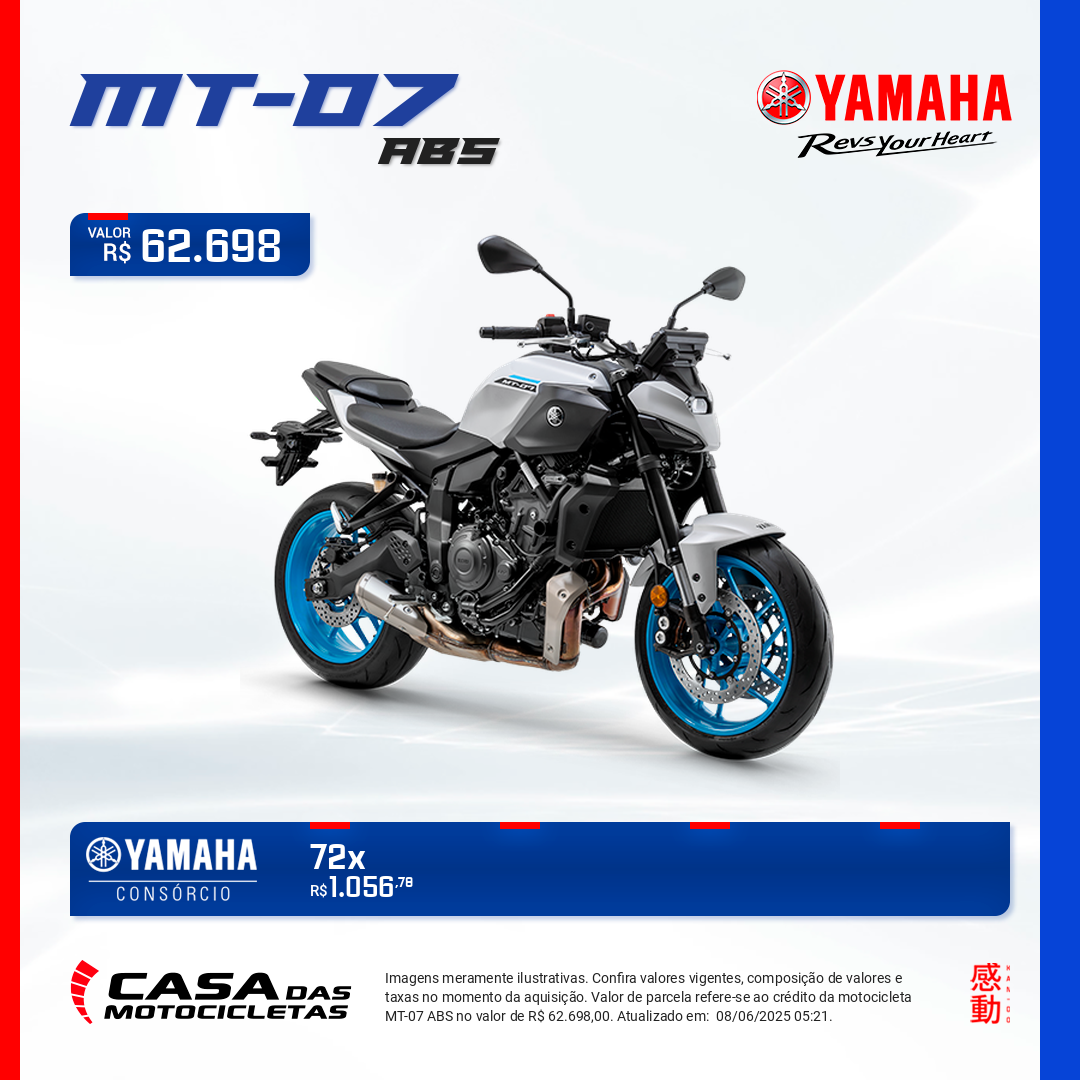 MT-07
ABS
YAMAHA
Revs Your Heart
VALOR
R$ 62.698
MT-07
YAMAHA
YAMAHA
CONSÓRCIO
72x
R$1.056,78
CASA DAS
MOTOCICLETAS
Imagens meramente ilustrativas. Confira valores vigentes, composição de valores e
taxas no momento da aquisição. Valor de parcela refere-se ao crédito da motocicleta
MT-07 ABS no valor de R$ 62.698,00. Atualizado em: 08/06/2025 05:21.
感動